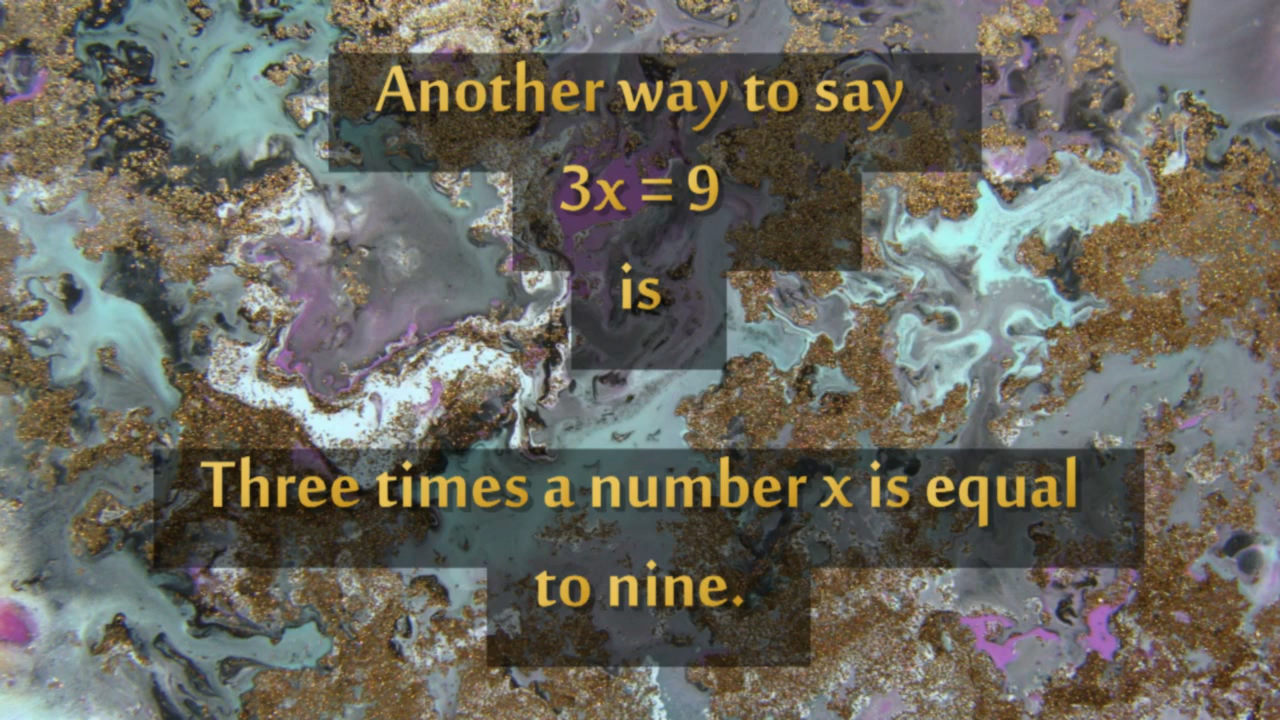 Another way to say
3x = 9
is
Three times a number x is equal
to nine.